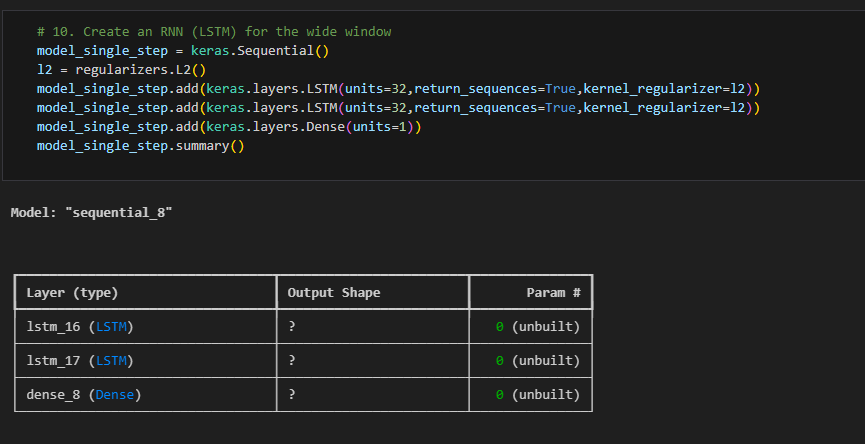 # 10. Create an RNN (LSTM) for the wide window
model_single_step = keras.Sequential()
l2 = regularizers.L2()
model_single_step.add(keras.layers.LSTM(units=32,return_sequences=True,kernel_regularizer=l2))
model_single_step.add(keras.layers.LSTM(units=32,return_sequences=True,kernel_regularizer=l2))
model_single_step.add(keras.layers.Dense(units=1))
model_single_step.summary()
Model: "sequential_8"
Layer (type) Output Shape Param #
lstm_16 (LSTM) ? 0 (unbuilt)
lstm_17 (LSTM) ? 0 (unbuilt)
dense_8 (Dense) ? 0 (unbuilt)